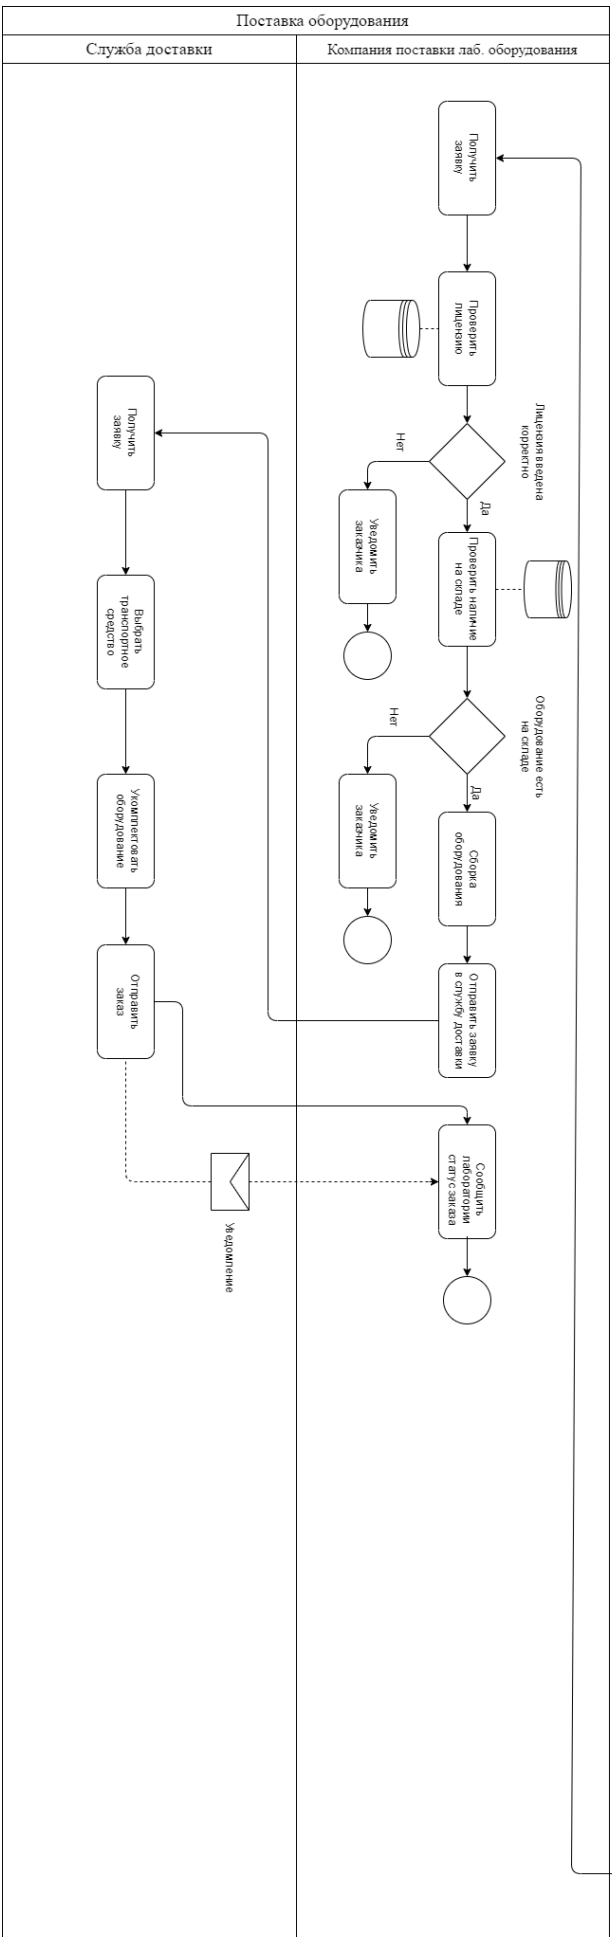 Поставка оборудования
Служба доставки
Компания поставки лаб. оборудования
Получить
заявку
Проверить
лицензию
Лицензия введена
корректно
Нет
Да
Уведомить
заказчика
Проверить наличие
на складе
Оборудование есть
на складе
Нет
Да
Уведомить
заказчика
Сборка
оборудования
Отправить заявку
в службу доставки
Получить
заявку
Выбрать
транспортное
средство
Укомплектовать
оборудование
Отправить
заказ
Уведомление
Сообщить
лаборатории
статус заказа